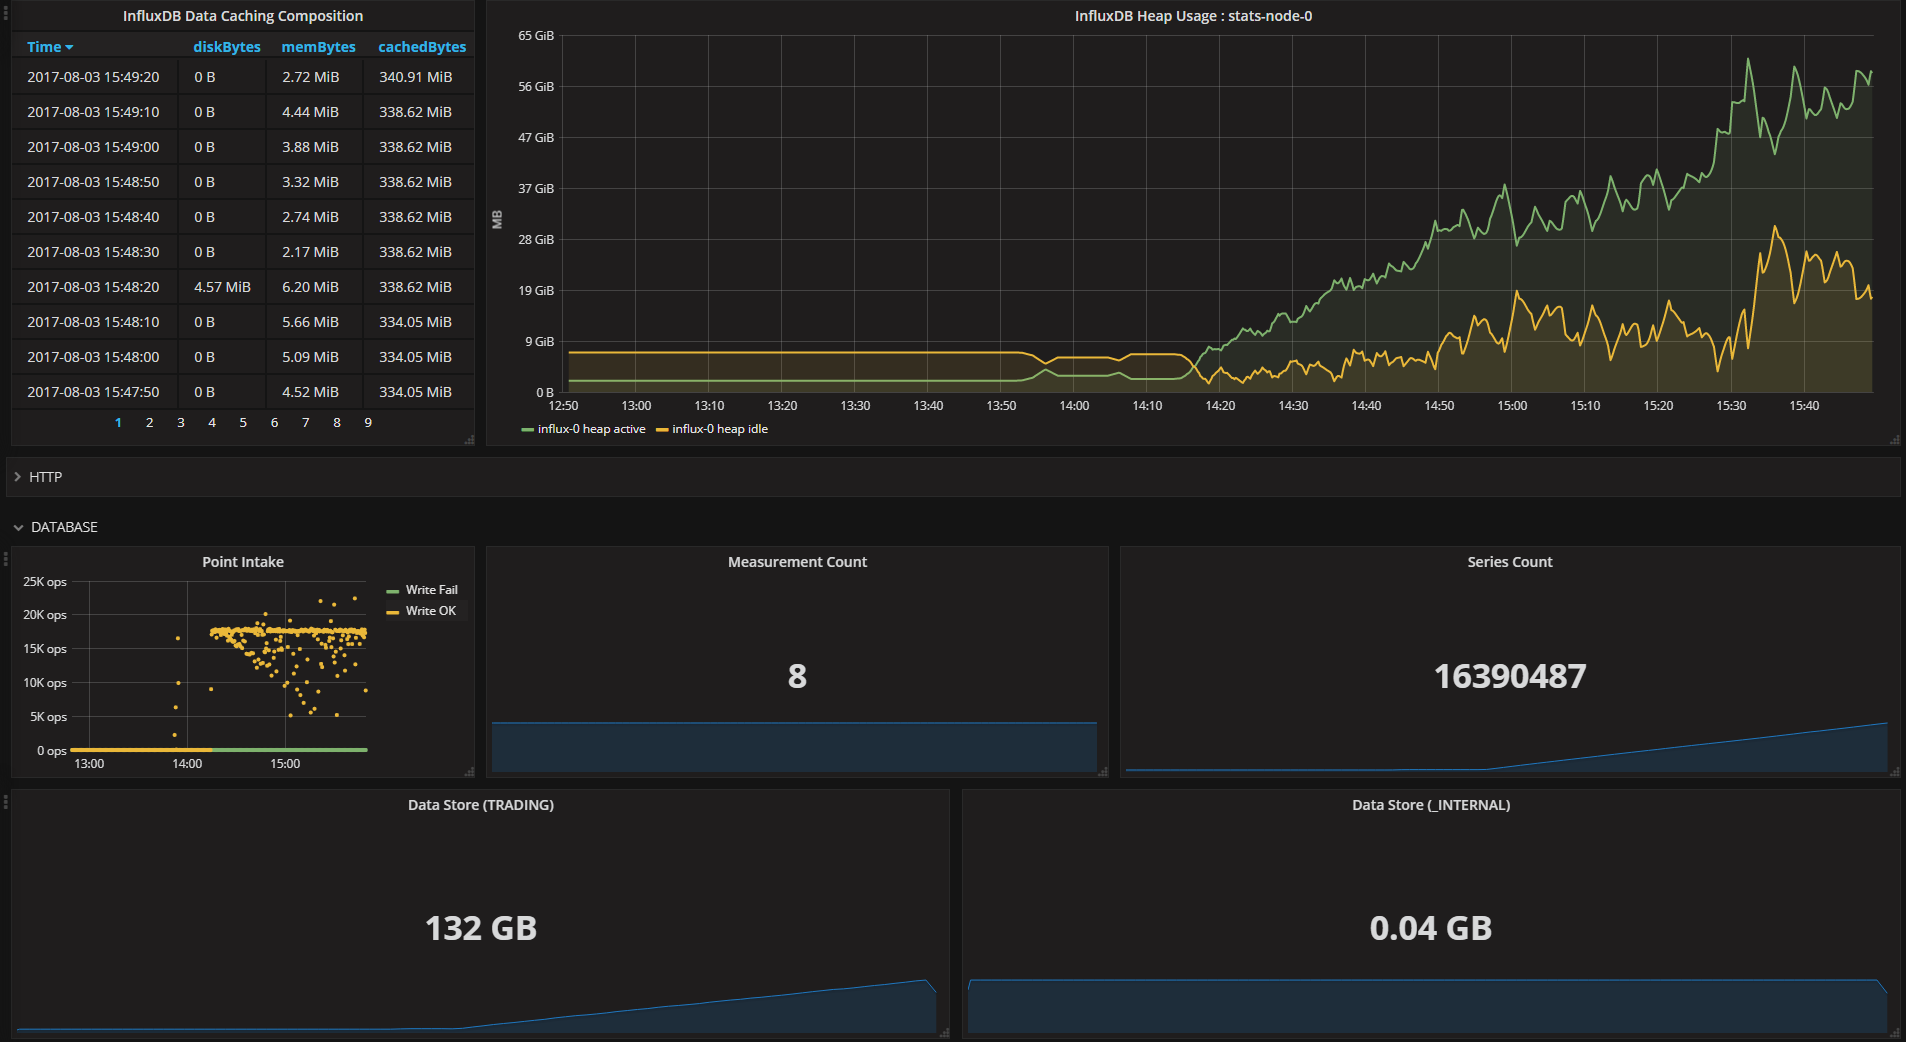 InfluxDB Data Caching Composition
Time diskBytes memBytes cachedBytes
2017-08-03 15:49:20 0 B 2.72 MiB 340.91 MiB
2017-08-03 15:49:10 0 B 4.44 MiB 338.62 MiB
2017-08-03 15:49:00 0 B 3.88 MiB 338.62 MiB
2017-08-03 15:48:50 0 B 3.32 MiB 338.62 MiB
2017-08-03 15:48:40 0 B 2.74 MiB 338.62 MiB
2017-08-03 15:48:30 0 B 2.17 MiB 338.62 MiB
2017-08-03 15:48:20 4.57 MiB 6.20 MiB 338.62 MiB
2017-08-03 15:48:10 0 B 5.66 MiB 334.05 MiB
2017-08-03 15:48:00 0 B 5.09 MiB 334.05 MiB
2017-08-03 15:47:50 0 B 4.52 MiB 334.05 MiB
1 2 3 4 5 6 7 8 9
InfluxDB Heap Usage : stats-node-0
65 GiB
56 GiB
47 GiB
37 GiB
28 GiB
19 GiB
9 GiB
0 B
MB
12:50 13:00 13:10 13:20 13:30 13:40 13:50 14:00 14:10 14:20 14:30 14:40 14:50 15:00 15:10 15:20 15:30 15:40
influx-0 heap active influx-0 heap idle
HTTP
DATABASE
Point Intake
25K ops
20K ops
15K ops
10K ops
5K ops
0 ops
13:00 14:00 15:00
Write Fail
Write OK
Measurement Count
8
Series Count
16390487
Data Store (TRADING)
132 GB
Data Store (_INTERNAL)
0.04 GB